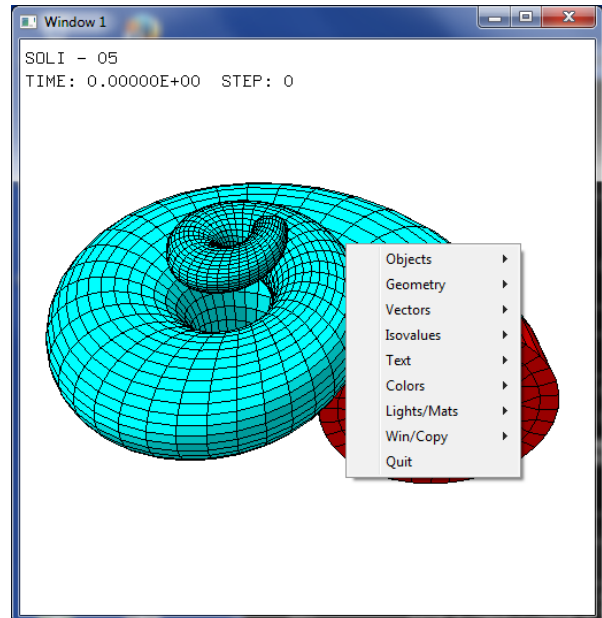 Window 1
SOLI - O5
TIME: 0.00000E+00  STEP: 0
Objects
Geometry
Vectors
Isovalues
Text
Colors
Lights/Mats
Win/Copy
Quit